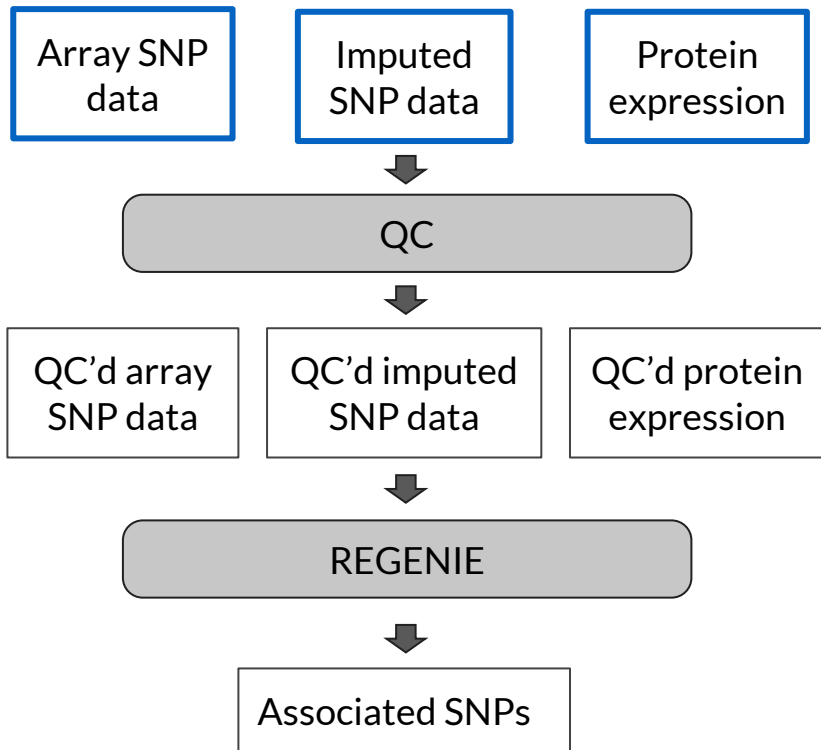 Array SNP
data
Imputed
SNP data
Protein
expression
QC
QC’d array
SNP data
QC’d imputed
SNP data
QC’d protein
expression
REGENIE
Associated SNPs